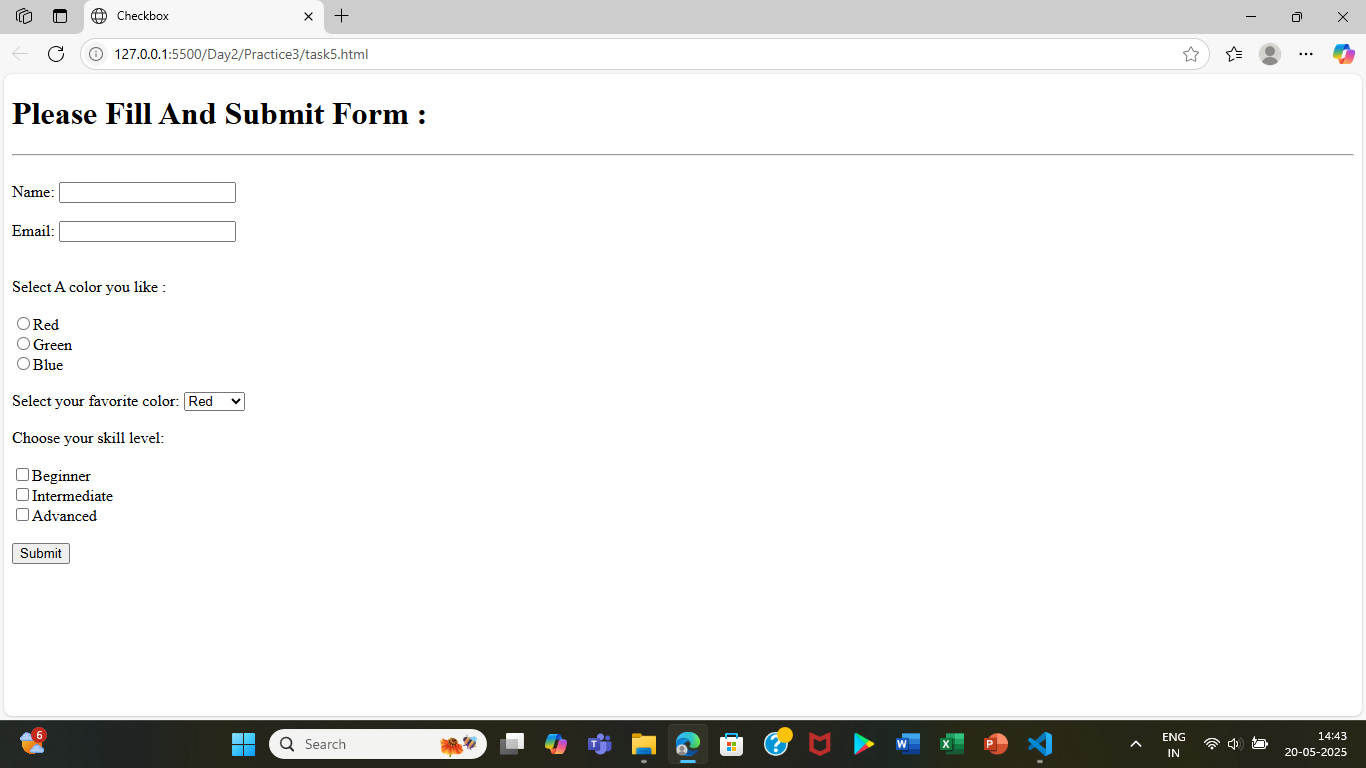 Checkbox
127.0.0.1:5500/Day2/Practice3/task5.html
Please Fill And Submit Form :
Name:
Email:
Select A color you like :
Red
Green
Blue
Select your favorite color: Red
Choose your skill level:
Beginner
Intermediate
Advanced
Submit
6
Search
ENG
IN
14:43
20-05-2025